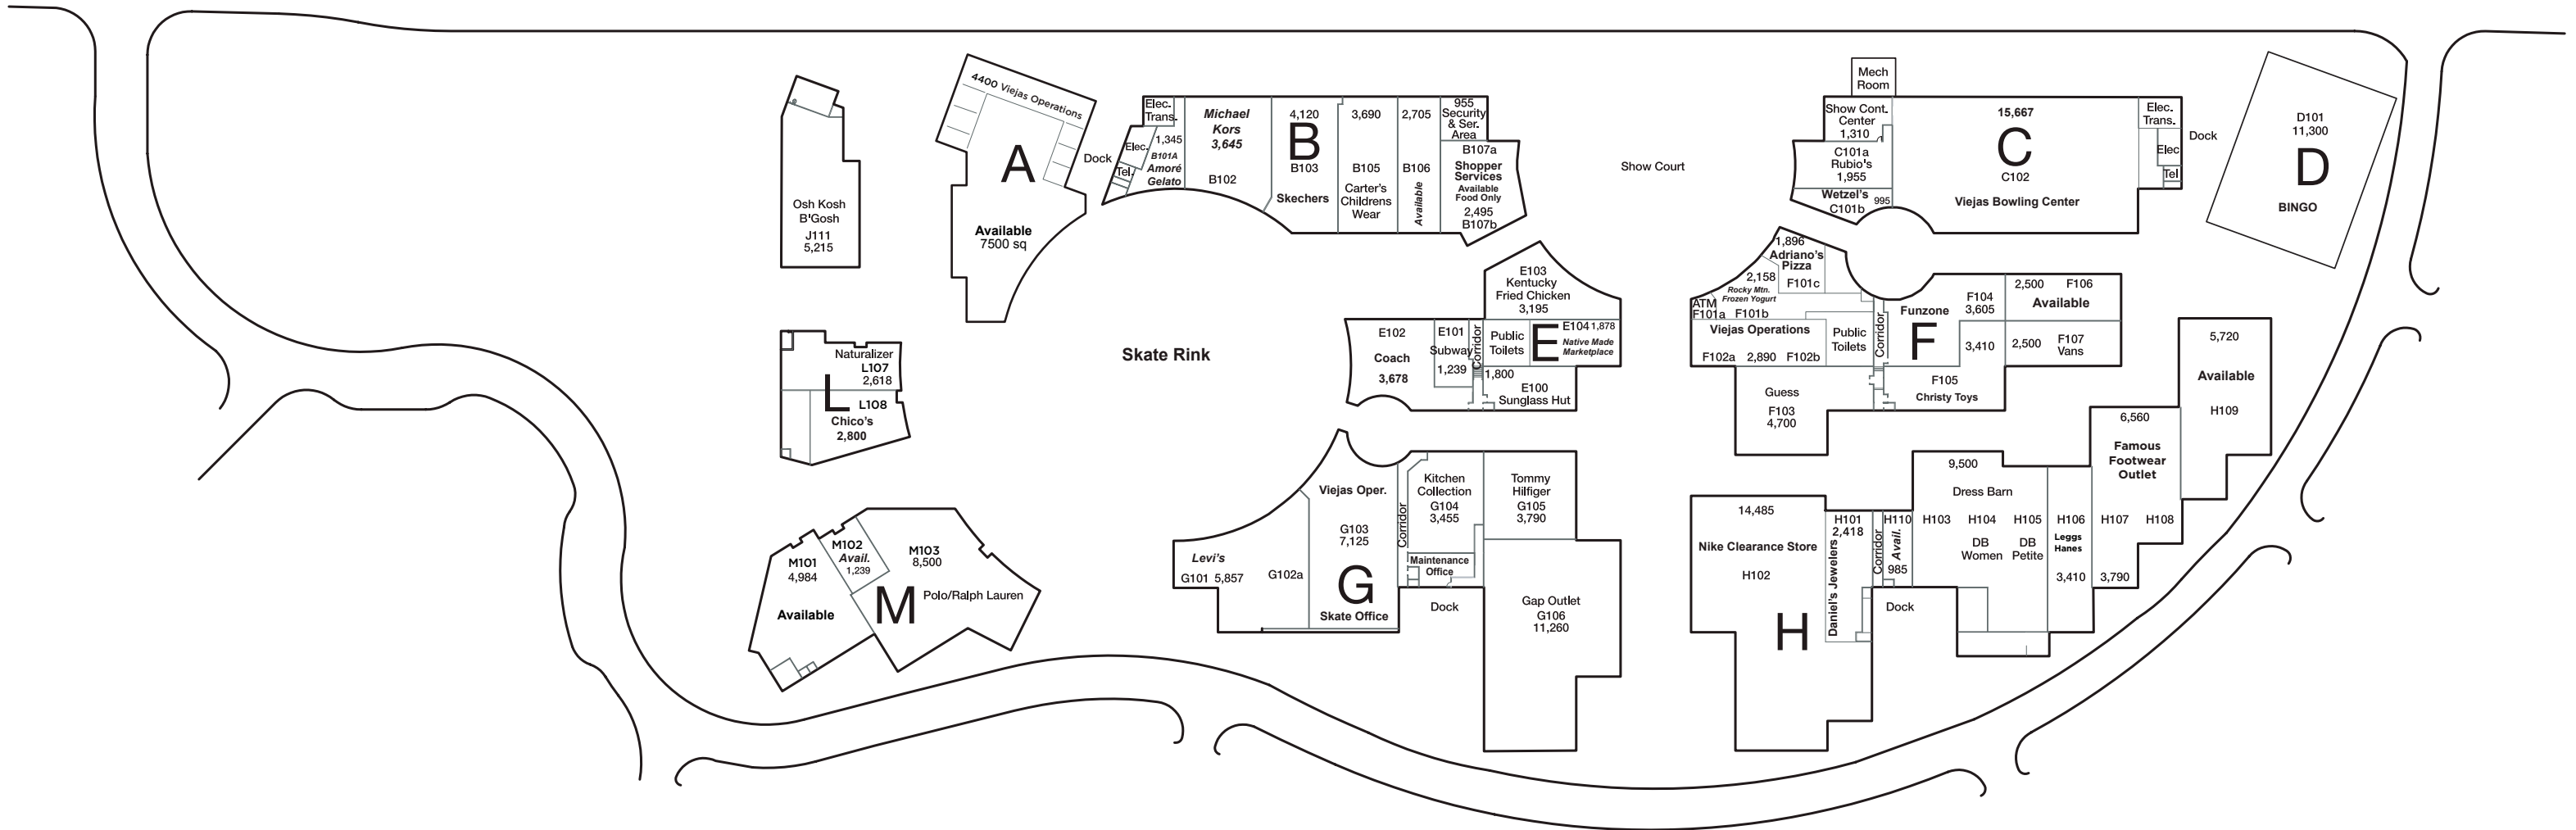 4400 Viejas Operations
A
Available
7500 sq
Osh Kosh
B'Gosh
J111
5,215
Dock
Elec.
Trans.
Elec.
Tel.
1,345
B101A
Amoré
Gelato
Michael
Kors
3,645
B102
4,120
B
B103
Skechers
3,690
B105
Carter's
Childrens
Wear
2,705
B106
Available
955
Security
& Ser.
Area
B107a
Shopper
Services
Available
Food Only
2,495
B107b
Show Court
Mech
Room
Show Cont.
Center
1,310
C101a
Rubio's
1,955
Wetzel's
C101b
995
15,667
C
C102
Viejas Bowling Center
Elec.
Trans.
Elec
Tel
Dock
D101
11,300
D
BINGO
Naturalizer
L107
2,618
L
L108
Chico's
2,800
Skate Rink
E103
Kentucky
Fried Chicken
3,195
E102
Coach
3,678
E101
Subway
1,239
Corridor
Public
Toilets
E
E104 1,878
Native Made
Marketplace
1,800
E100
Sunglass Hut
1,896
Adriano's
Pizza
F101c
2,158
Rocky Mtn.
Frozen Yogurt
ATM
F101a
F101b
Viejas Operations
F102a 2,890 F102b
Public
Toilets
Corridor
Funzone
F
F104
3,605
2,500 F106
Available
3,410
2,500
F107
Vans
F105
Christy Toys
Guess
F103
4,700
M101
4,984
Available
M102
Avail.
1,239
M103
8,500
M
Polo/Ralph Lauren
Levi's
G101 5,857
G102a
Viejas Oper.
G103
7,125
G
Skate Office
Corridor
Kitchen
Collection
G104
3,455
Maintenance
Office
Dock
Tommy
Hilfiger
G105
3,790
Gap Outlet
G106
11,260
14,485
Nike Clearance Store
H102
H
H101
2,418
Daniel's Jewelers
Corridor
H110
Avail.
985
Dock
9,500
Dress Barn
H103 H104 H105
DB
Women
DB
Petite
H106
Leggs
Hanes
3,410
6,560
Famous
Footwear
Outlet
H107 H108
3,790
5,720
Available
H109